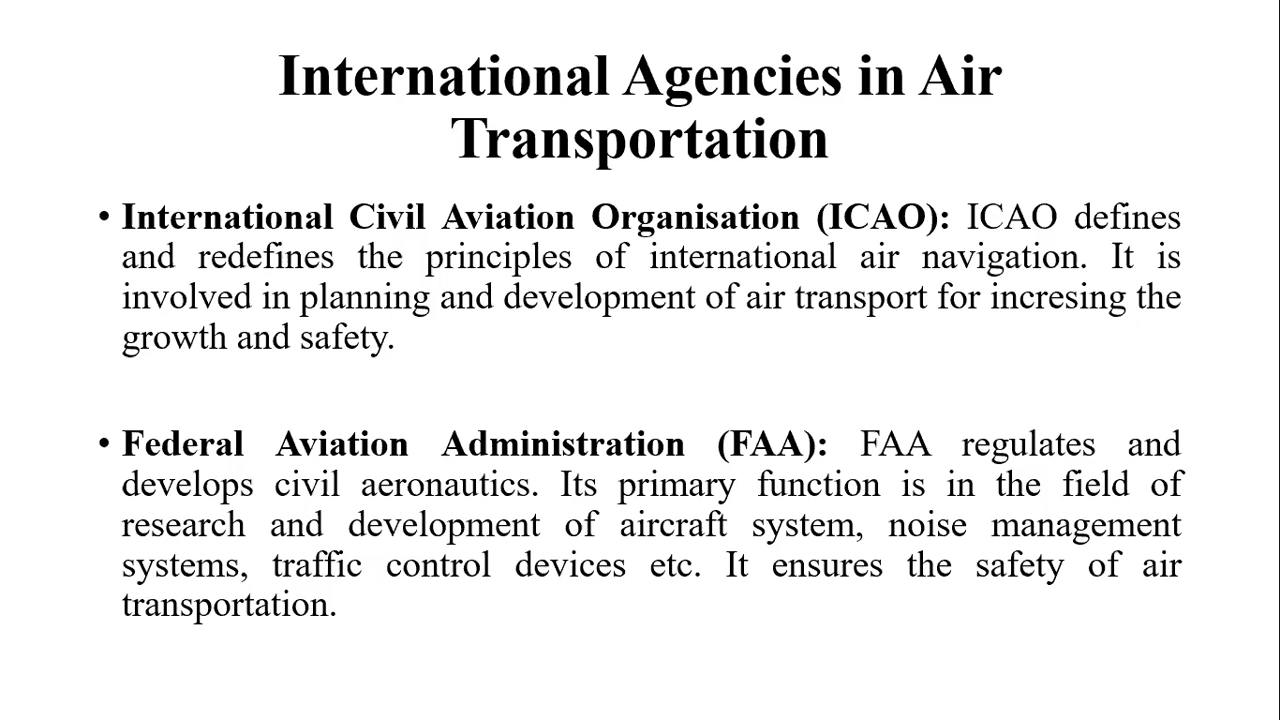 International Agencies in Air
Transportation
• International Civil Aviation Organisation (ICAO): ICAO defines
and redefines the principles of international air navigation. It is
involved in planning and development of air transport for incresing the
growth and safety.
• Federal Aviation Administration (FAA): FAA regulates and
develops civil aeronautics. Its primary function is in the field of
research and development of aircraft system, noise management
systems, traffic control devices etc. It ensures the safety of air
transportation.